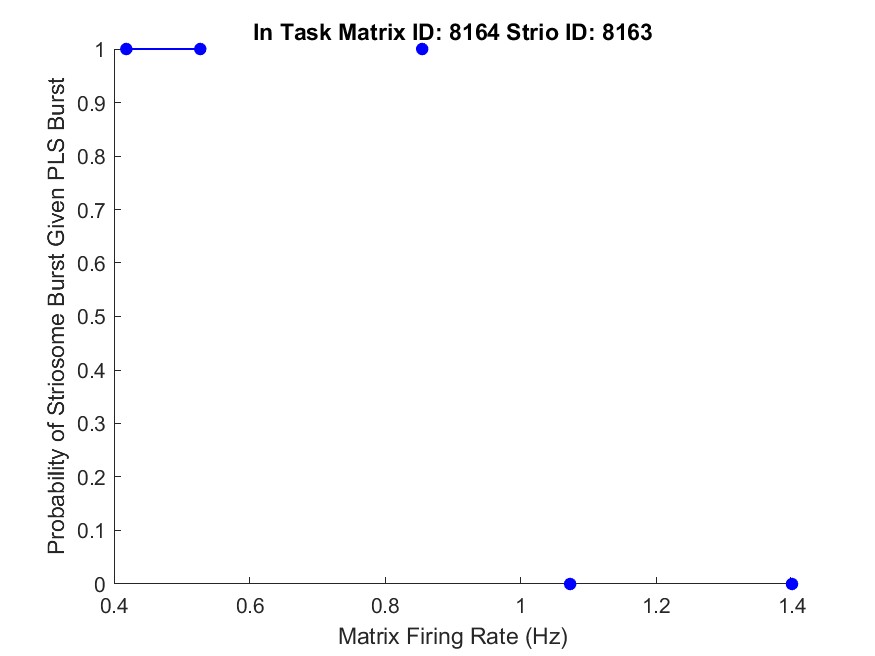 In Task Matrix ID: 8164 Strio ID: 8163
Probability of Striosome Burst Given PLS Burst
1
0.9
0.8
0.7
0.6
0.5
0.4
0.3
0.2
0.1
0
0.4 0.6 0.8 1 1.2 1.4
Matrix Firing Rate (Hz)